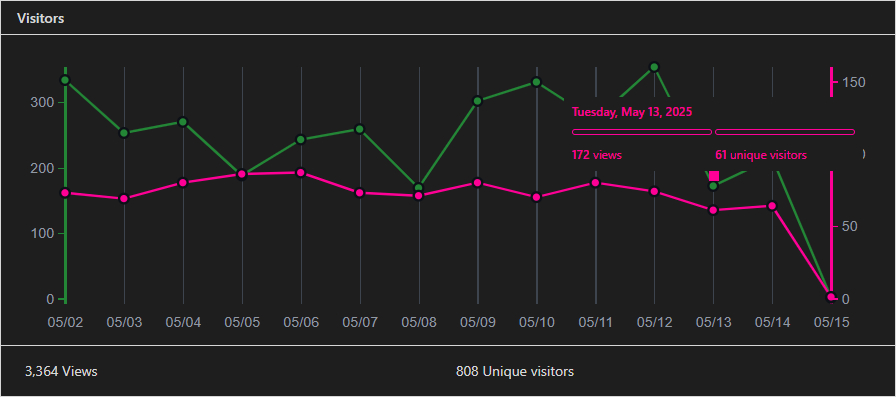 Visitors
300
200
100
0
150
50
0
Tuesday, May 13, 2025
172 views
61 unique visitors
05/02 05/03 05/04 05/05 05/06 05/07 05/08 05/09 05/10 05/11 05/12 05/13 05/14 05/15
3,364 Views
808 Unique visitors